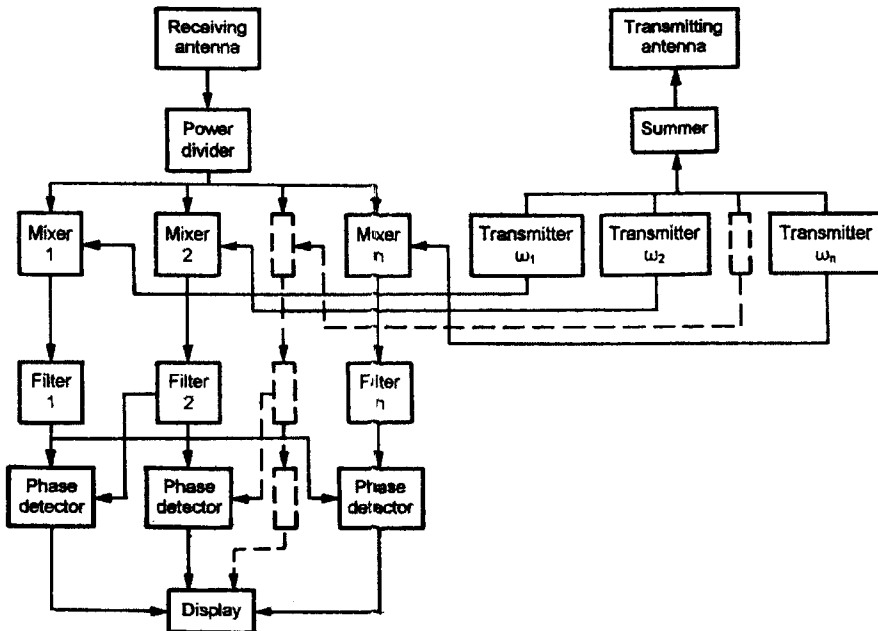 Receiving
antenna
Transmitting
antenna
Power
divider
Summer
Mixer
1
Mixer
2
Mixer
n
Transmitter
ω1
Transmitter
ω2
Transmitter
ωn
Filter
1
Filter
2
Filter
n
Phase
detector
Phase
detector
Phase
detector
Display